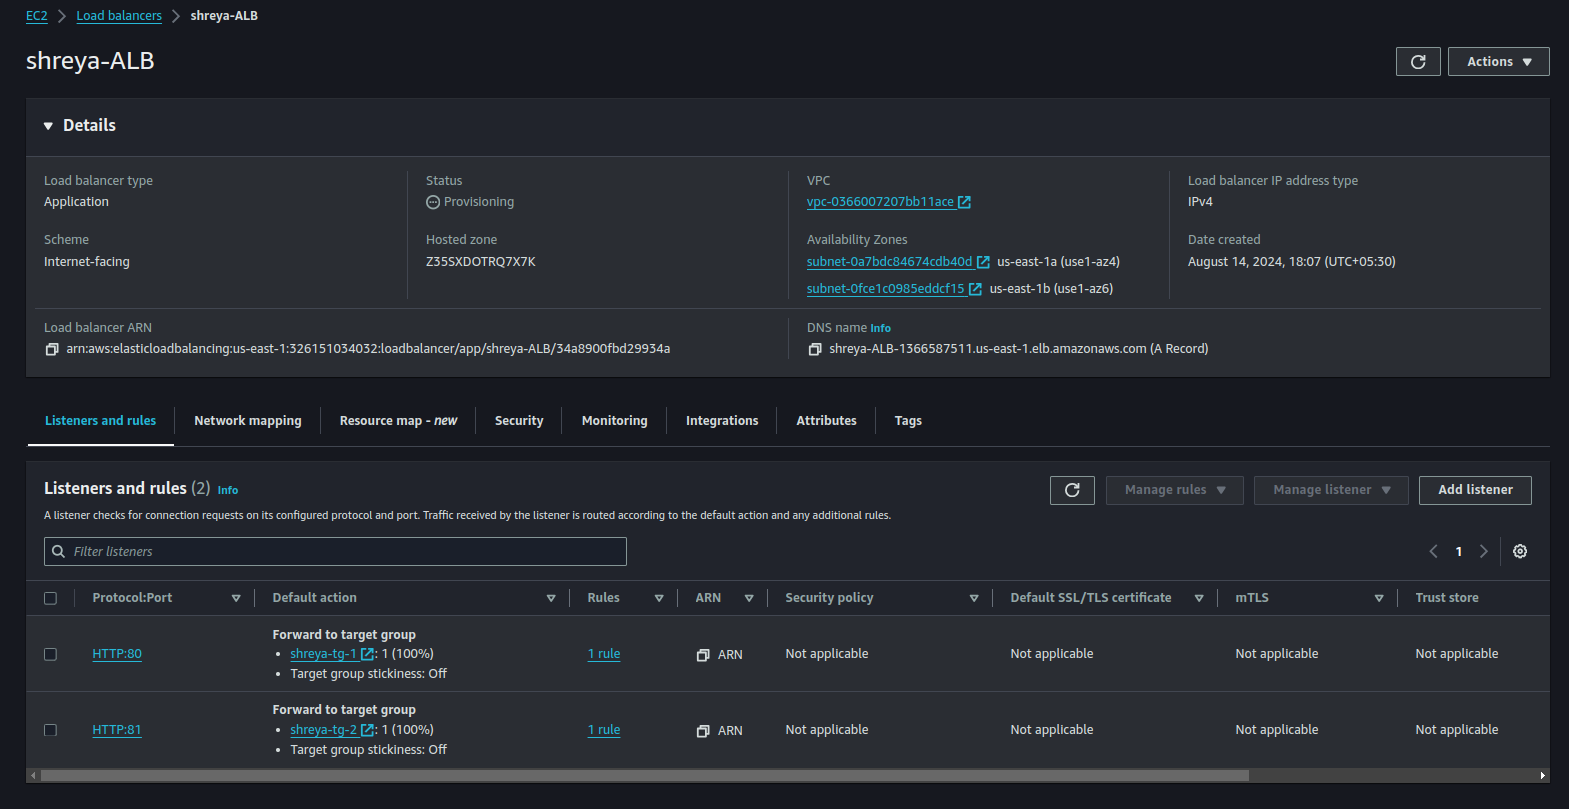 EC2 > Load balancers > shreya-ALB
shreya-ALB
Actions
Details
Load balancer type
Application
Status
Provisioning
VPC
vpc-0366007207bb11ace
Load balancer IP address type
IPv4
Scheme
Internet-facing
Hosted zone
Z35SXDOTRQ7X7K
Availability Zones
subnet-0a7bdc84674cdb40d us-east-1a (use1-az4)
subnet-0fce1c0985eddcf15 us-east-1b (use1-az6)
Date created
August 14, 2024, 18:07 (UTC+05:30)
Load balancer ARN
arn:aws:elasticloadbalancing:us-east-1:326151034032:loadbalancer/app/shreya-ALB/34a8900fbd29934a
DNS name Info
shreya-ALB-1366587511.us-east-1.elb.amazonaws.com (A Record)
Listeners and rules Network mapping Resource map - new Security Monitoring Integrations Attributes Tags
Listeners and rules (2) Info
Manage rules Manage listener Add listener
A listener checks for connection requests on its configured protocol and port. Traffic received by the listener is routed according to the default action and any additional rules.
Filter listeners
1
Protocol:Port Default action Rules ARN Security policy Default SSL/TLS certificate mTLS Trust store
Forward to target group
HTTP:80 • shreya-tg-1: 1 (100%) 1 rule ARN Not applicable Not applicable Not applicable Not applicable
• Target group stickiness: Off
Forward to target group
HTTP:81 • shreya-tg-2: 1 (100%) 1 rule ARN Not applicable Not applicable Not applicable Not applicable
• Target group stickiness: Off